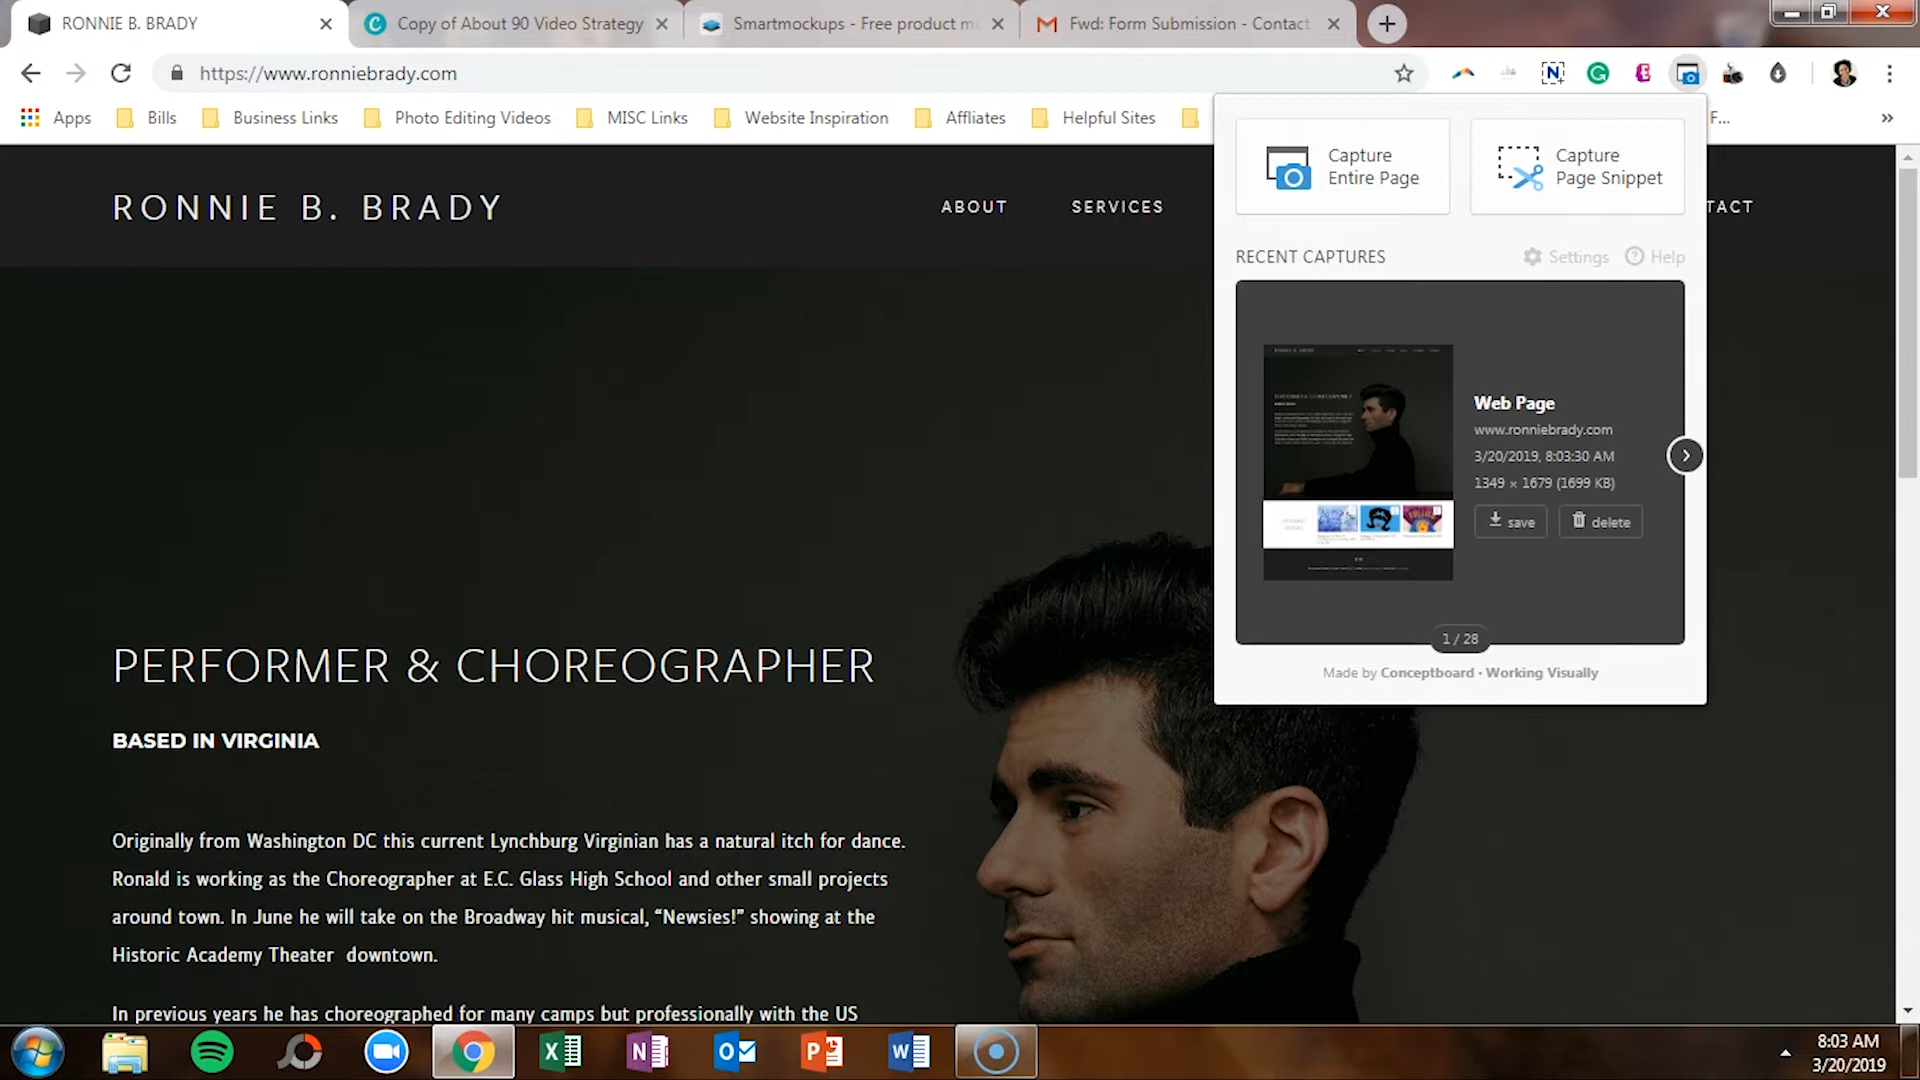 RONNIE B. BRADY
Copy of About 90 Video Strategy
Smartmockups - Free product m
Fwd: Form Submission - Contact
https://www.ronniebrady.com
Apps
Bills
Business Links
Photo Editing Videos
MISC Links
Website Inspiration
Affliates
Helpful Sites
F...
RONNIE B. BRADY
ABOUT
SERVICES
TACT
Capture
Entire Page
Capture
Page Snippet
RECENT CAPTURES
Settings
Help
Web Page
www.ronniebrady.com
3/20/2019, 8:03:30 AM
1349 × 1679 (1699 KB)
save
delete
1 / 28
Made by Conceptboard · Working Visually
PERFORMER & CHOREOGRAPHER
BASED IN VIRGINIA
Originally from Washington DC this current Lynchburg Virginian has a natural itch for dance.
Ronald is working as the Choreographer at E.C. Glass High School and other small projects
around town. In June he will take on the Broadway hit musical, “Newsies!” showing at the
Historic Academy Theater downtown.
In previous years he has choreographed for many camps but professionally with the US
8:03 AM
3/20/2019